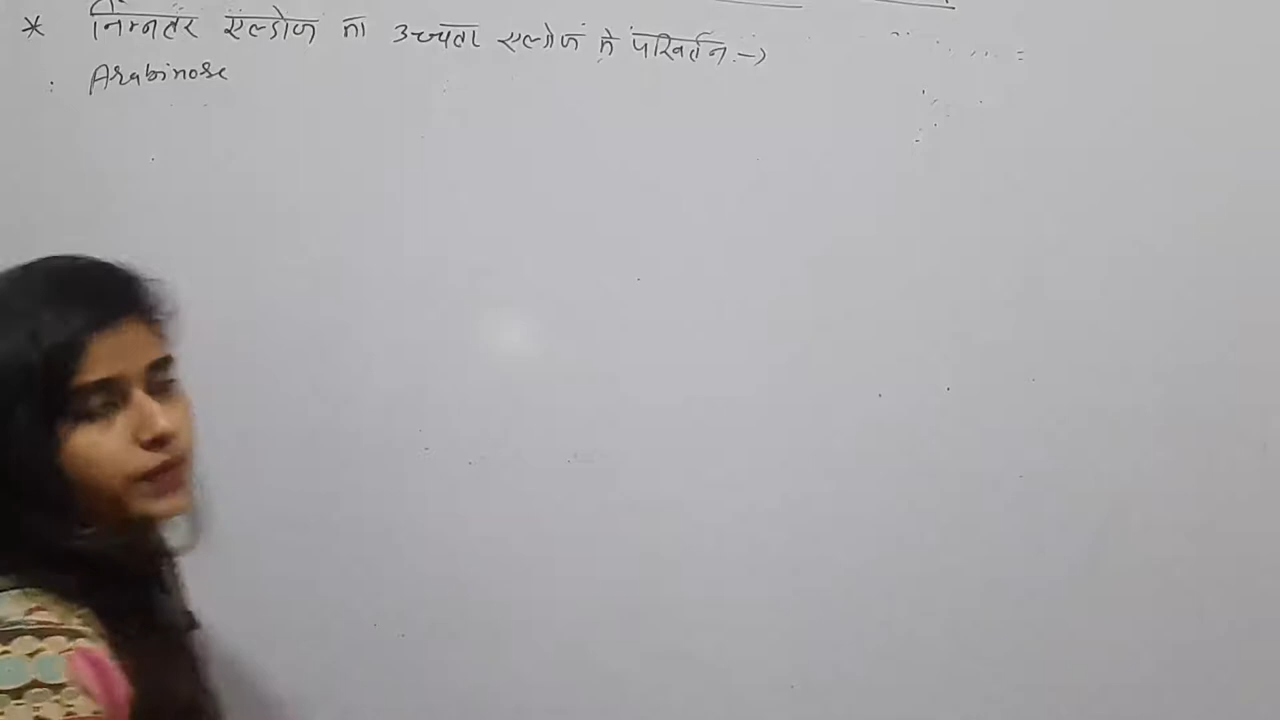 * निम्नतर एल्डोज का उच्चतर एल्डोज में परिवर्तन :->
: Arabinose